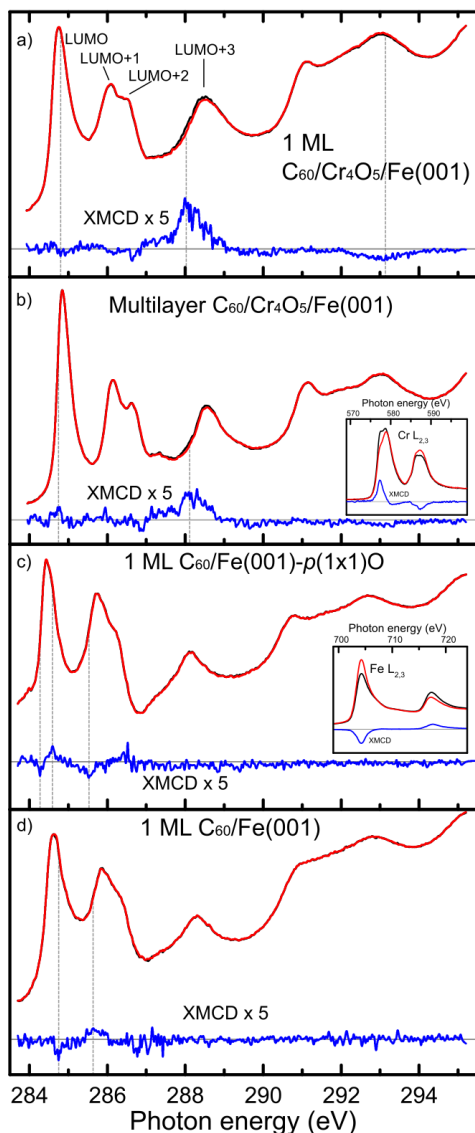 a)
LUMO
LUMO+1
LUMO+2
LUMO+3
1 ML
C₆₀/Cr₄O₅/Fe(001)
XMCD x 5
b)
Multilayer C₆₀/Cr₄O₅/Fe(001)
Photon energy (eV)
570 580 590
Cr L₂,₃
XMCD
XMCD x 5
c)
1 ML C₆₀/Fe(001)-p(1x1)O
Photon energy (eV)
700 710 720
Fe L₂,₃
XMCD
XMCD x 5
d)
1 ML C₆₀/Fe(001)
XMCD x 5
284 286 288 290 292 294
Photon energy (eV)